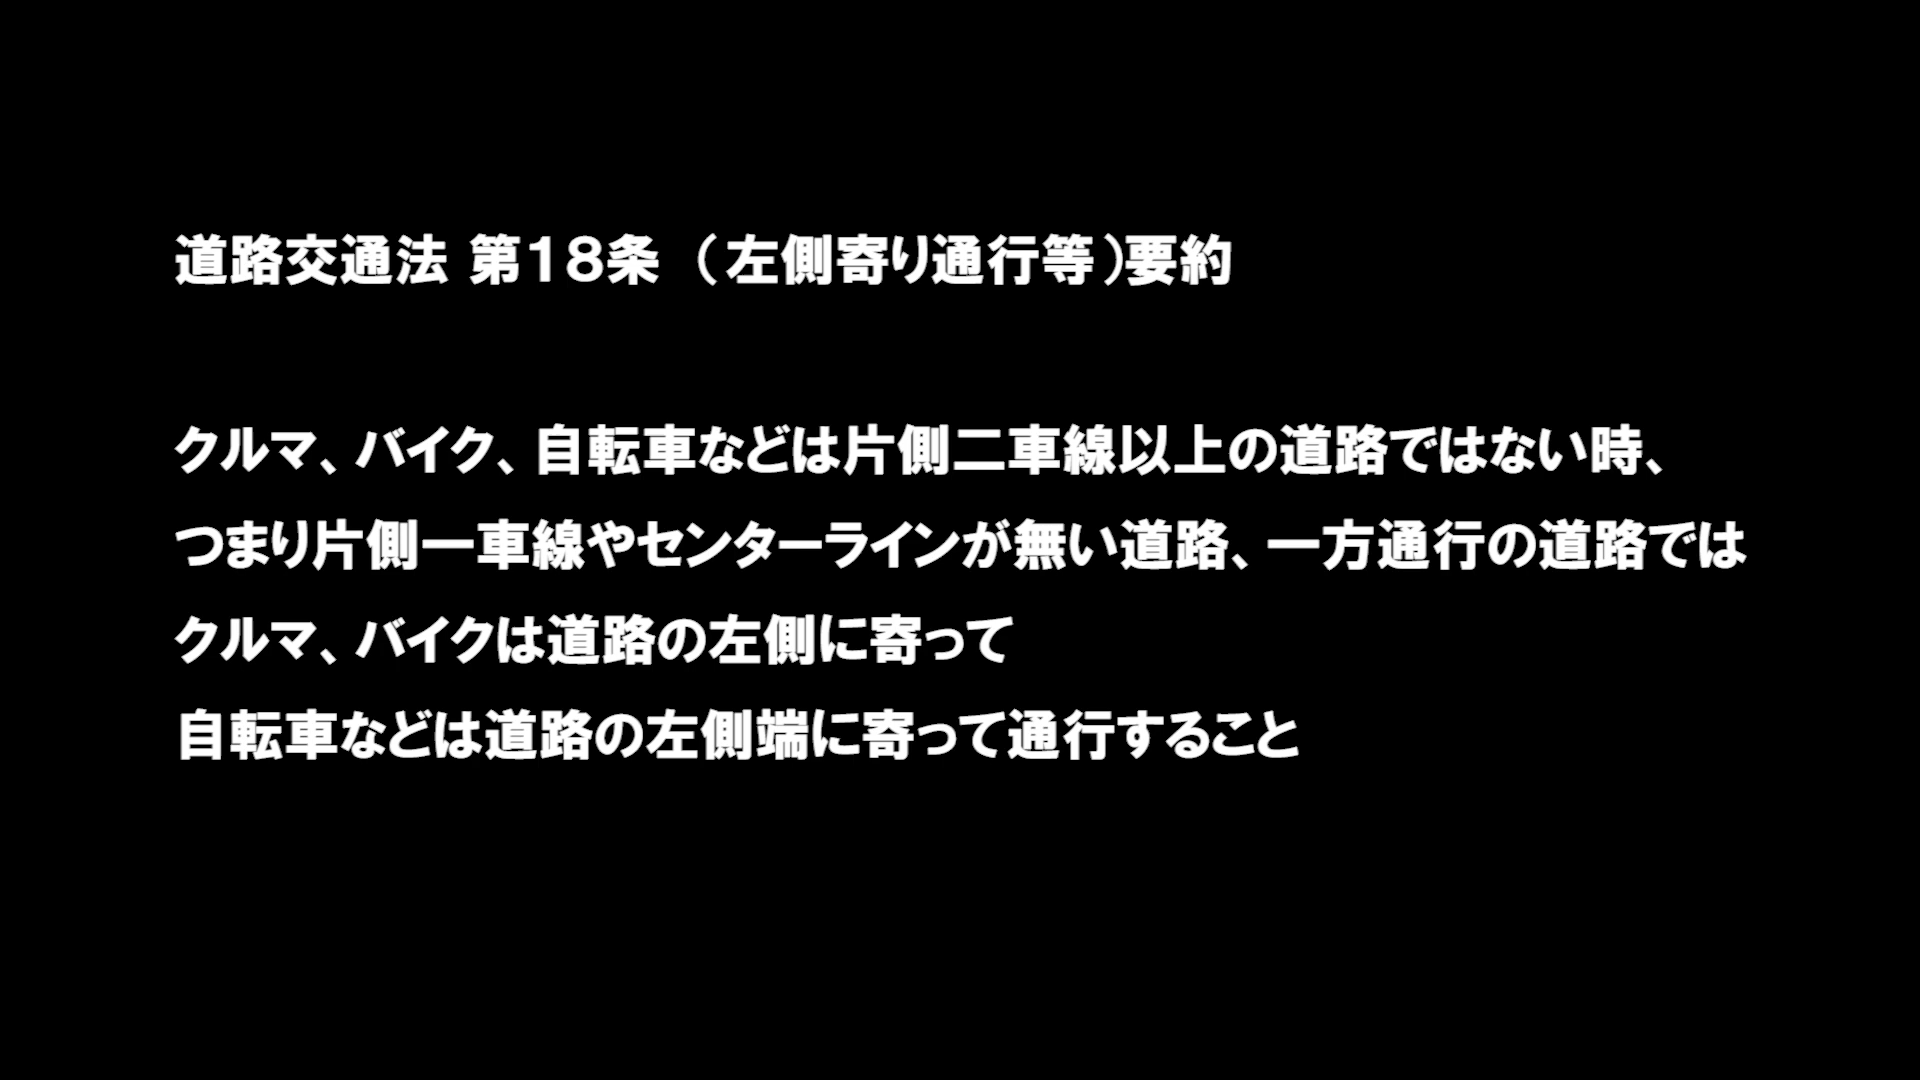 道路交通法 第18条 （左側寄り通行等）要約
クルマ、バイク、自転車などは片側二車線以上の道路ではない時、
つまり片側一車線やセンターラインが無い道路、一方通行の道路では
クルマ、バイクは道路の左側に寄って
自転車などは道路の左側端に寄って通行すること